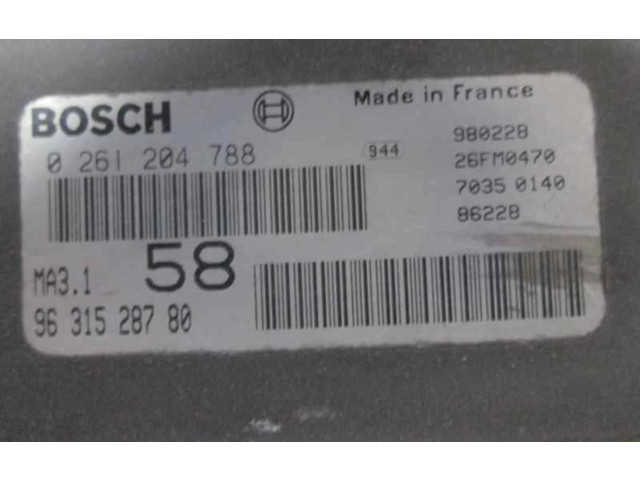 BOSCH
Made in France
0 261 204 788
944
980228
26FM0470
7035 0140
86228
MA3.1
58
96 315 287 80